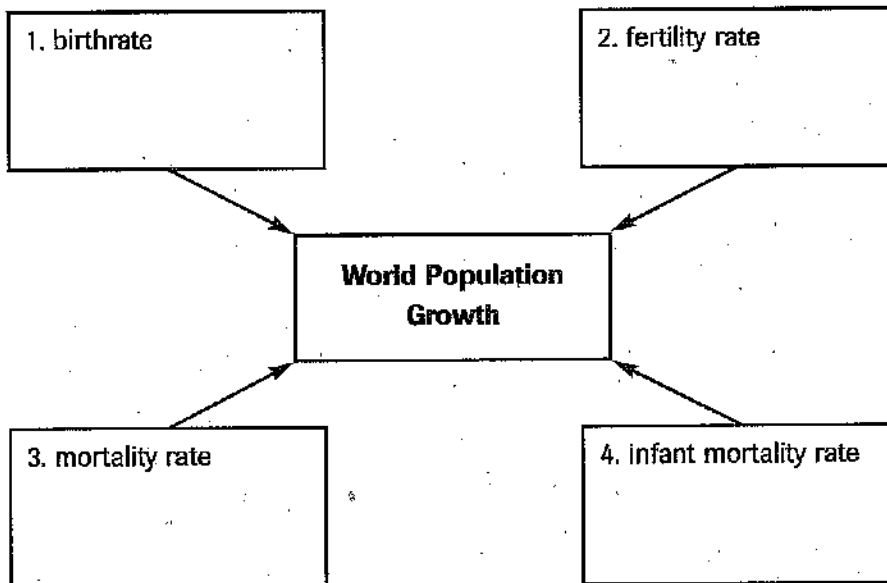 1. birthrate
2. fertility rate
World Population
Growth
3. mortality rate
4. infant mortality rate